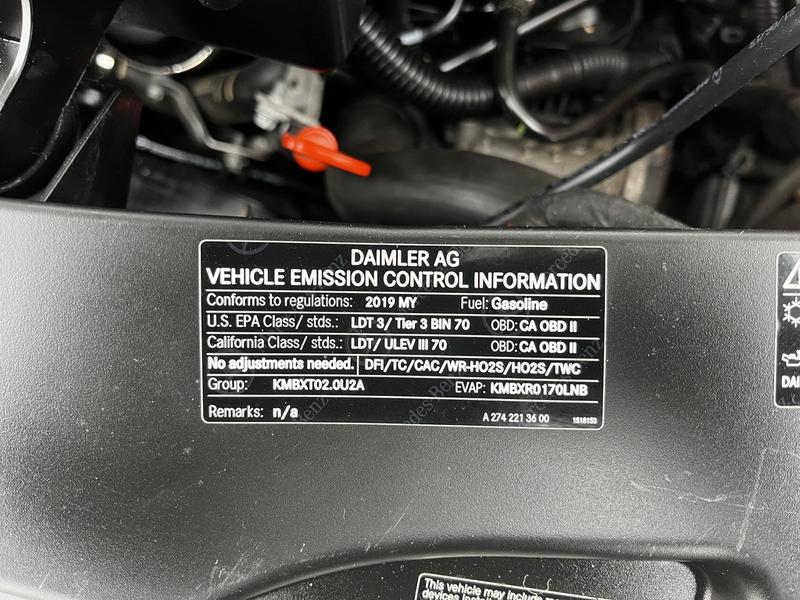 DAIMLER AG
VEHICLE EMISSION CONTROL INFORMATION
Conforms to regulations: 2019 MY Fuel: Gasoline
U.S. EPA Class/ stds.: LDT 3/ Tier 3 BIN 70 OBD: CA OBD II
California Class/ stds.: LDT/ ULEV III 70 OBD: CA OBD II
No adjustments needed. DFI/TC/CAC/WR-HO2S/HO2S/TWC
Group: KMBXT02.0U2A EVAP: KMBXR0170LNB
Remarks: n/a A 274 221 36 00 1518153
DAI
This vehicle may include
devices